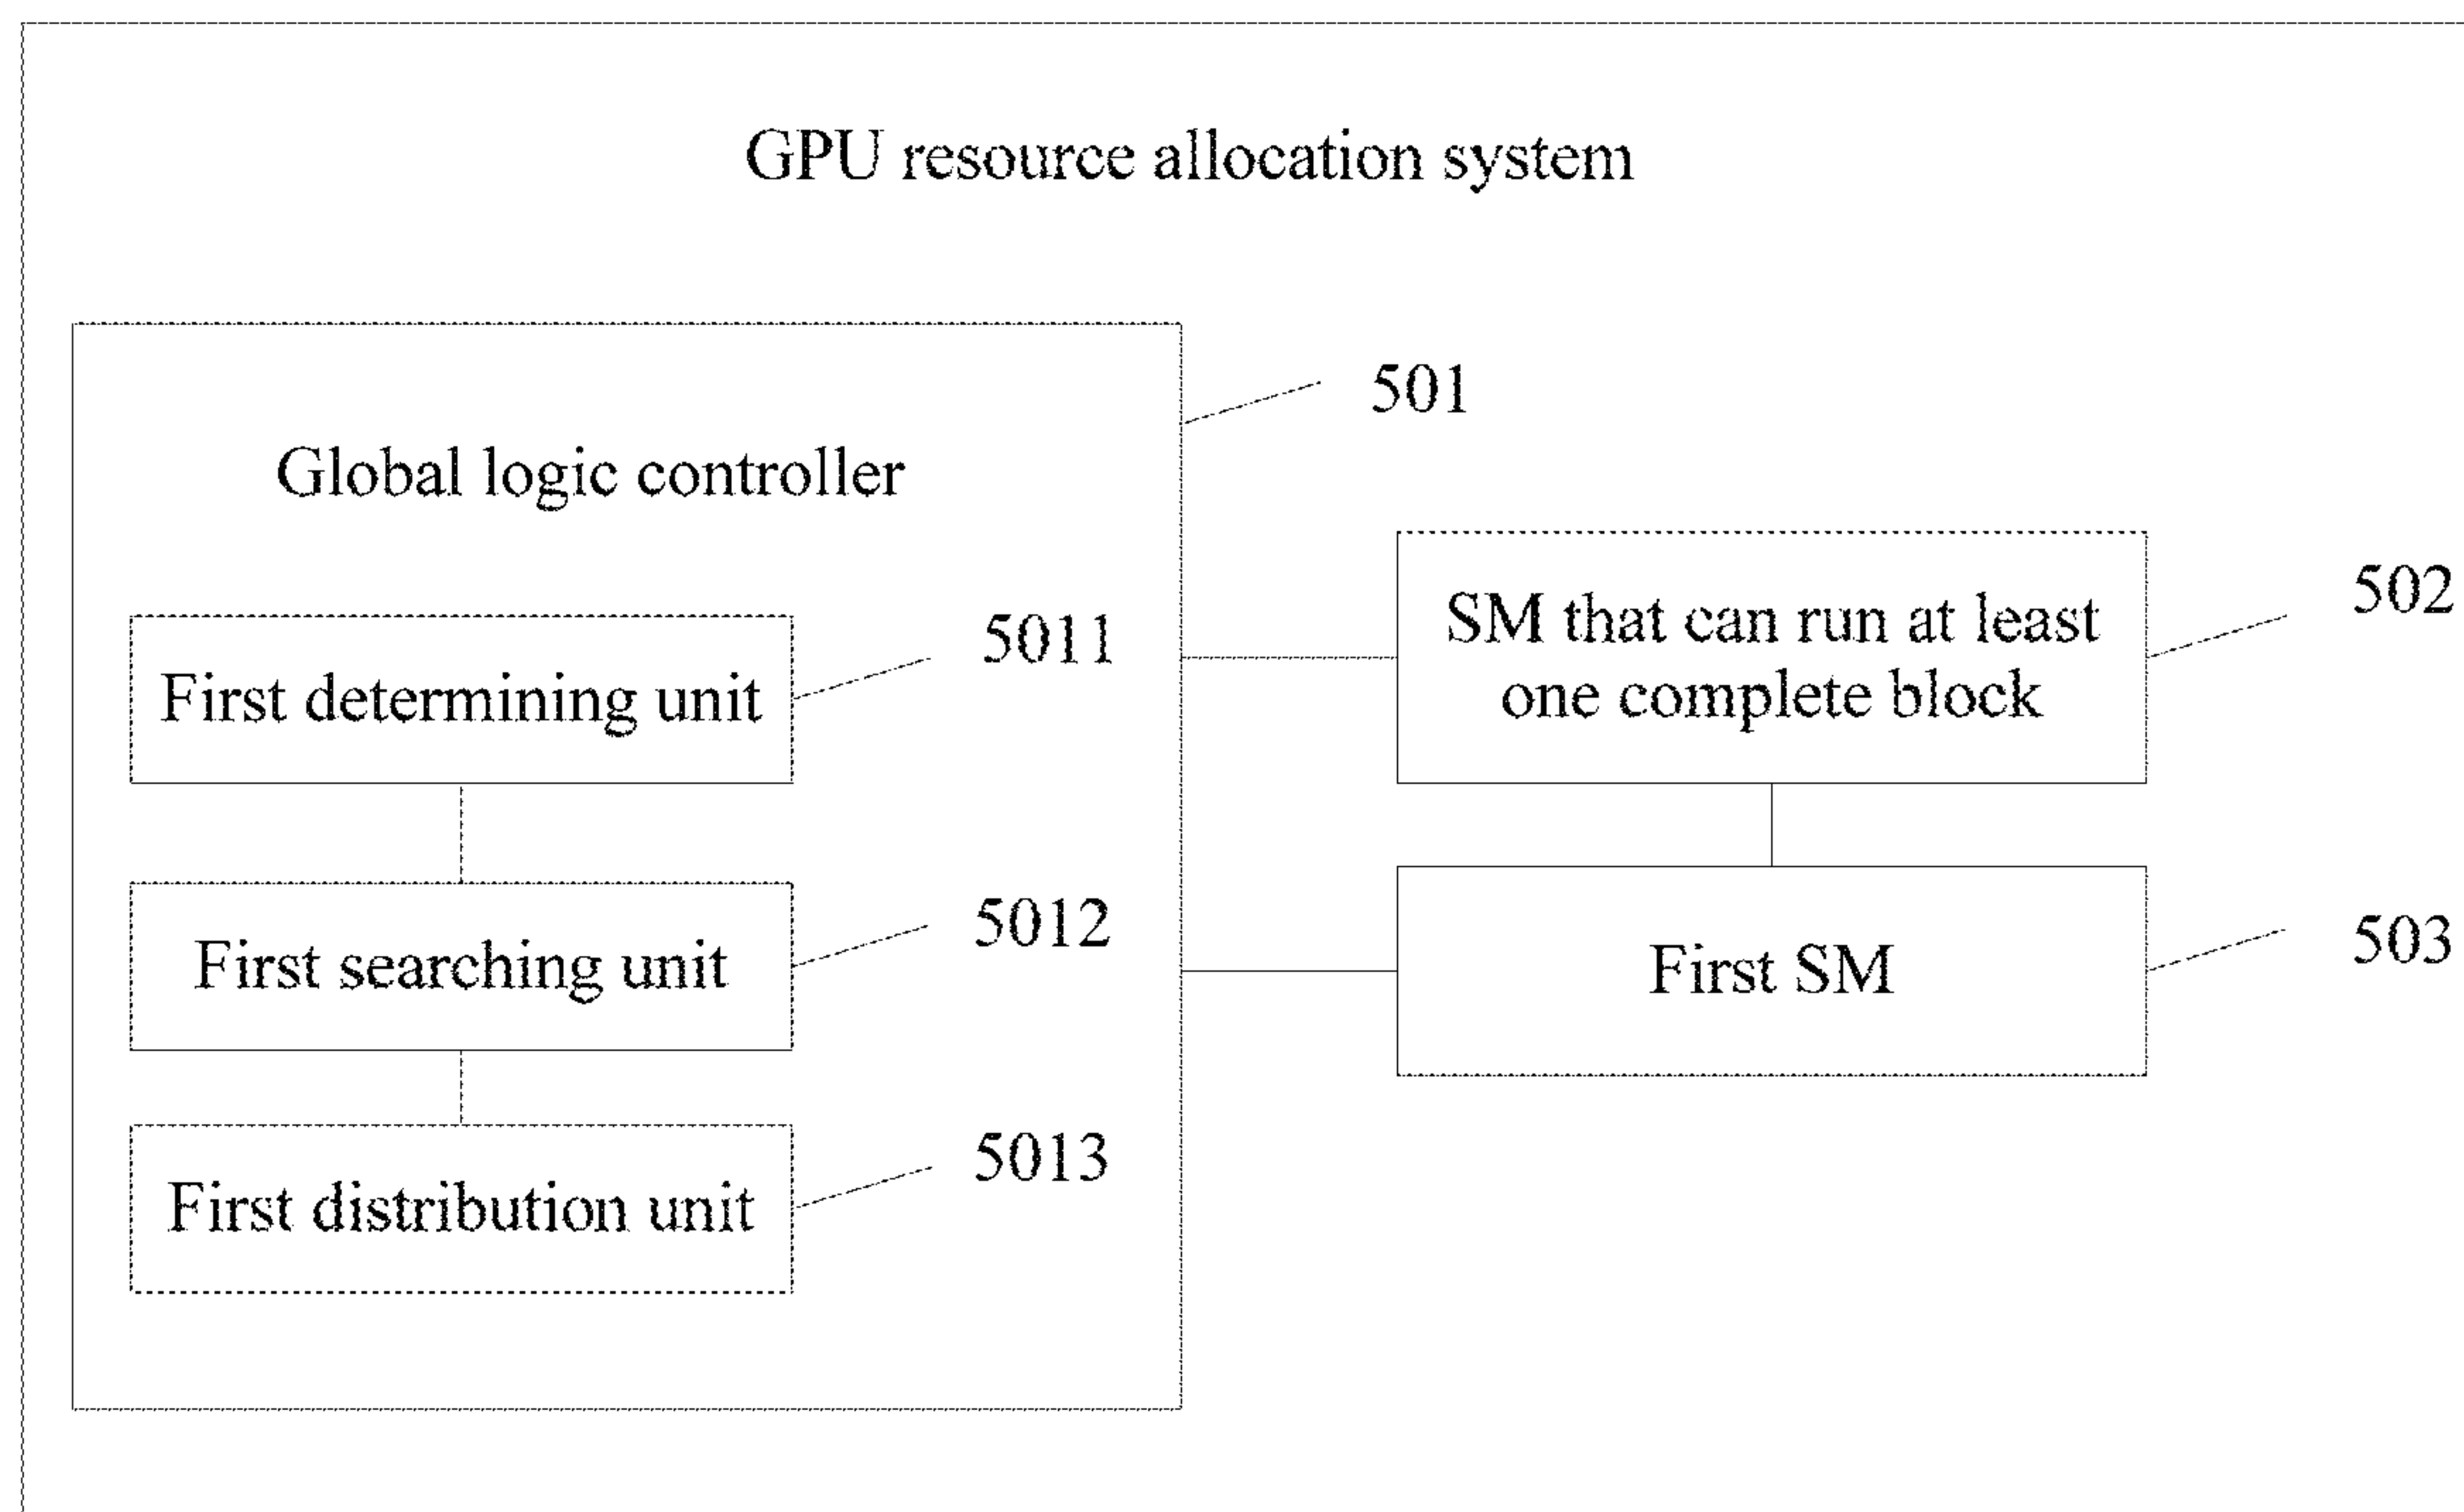 GPU resource allocation system
501
Global logic controller
502
SM that can run at least
one complete block
5011
First determining unit
5012
First searching unit
503
First SM
5013
First distribution unit